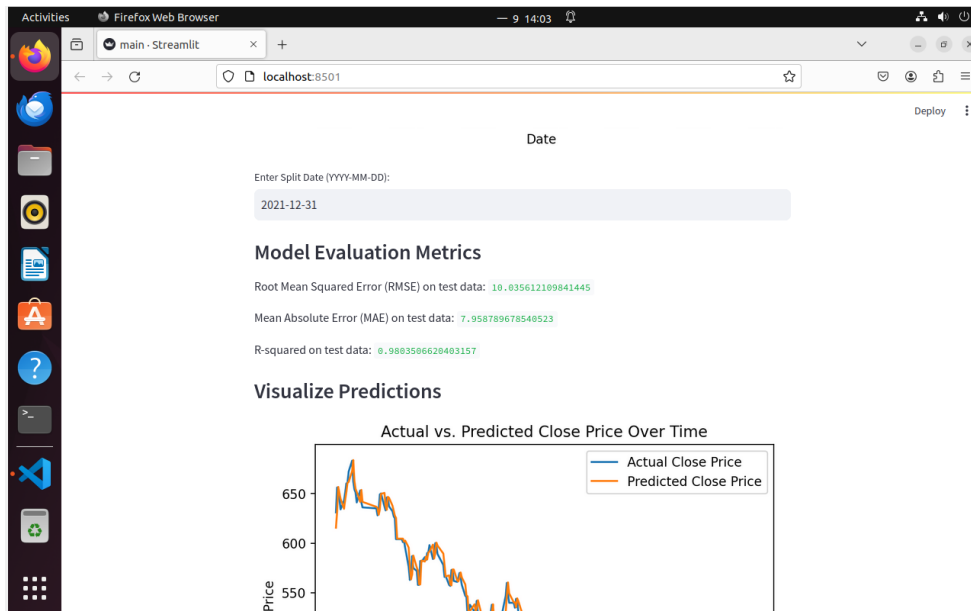 Activities
Firefox Web Browser
— 9 14:03
main · Streamlit
localhost:8501
Deploy
Date
Enter Split Date (YYYY-MM-DD):
2021-12-31
Model Evaluation Metrics
Root Mean Squared Error (RMSE) on test data: 10.035612109841445
Mean Absolute Error (MAE) on test data: 7.958789678540523
R-squared on test data: 0.9803506620403157
Visualize Predictions
Actual vs. Predicted Close Price Over Time
Actual Close Price
Predicted Close Price
650
600
550
Price